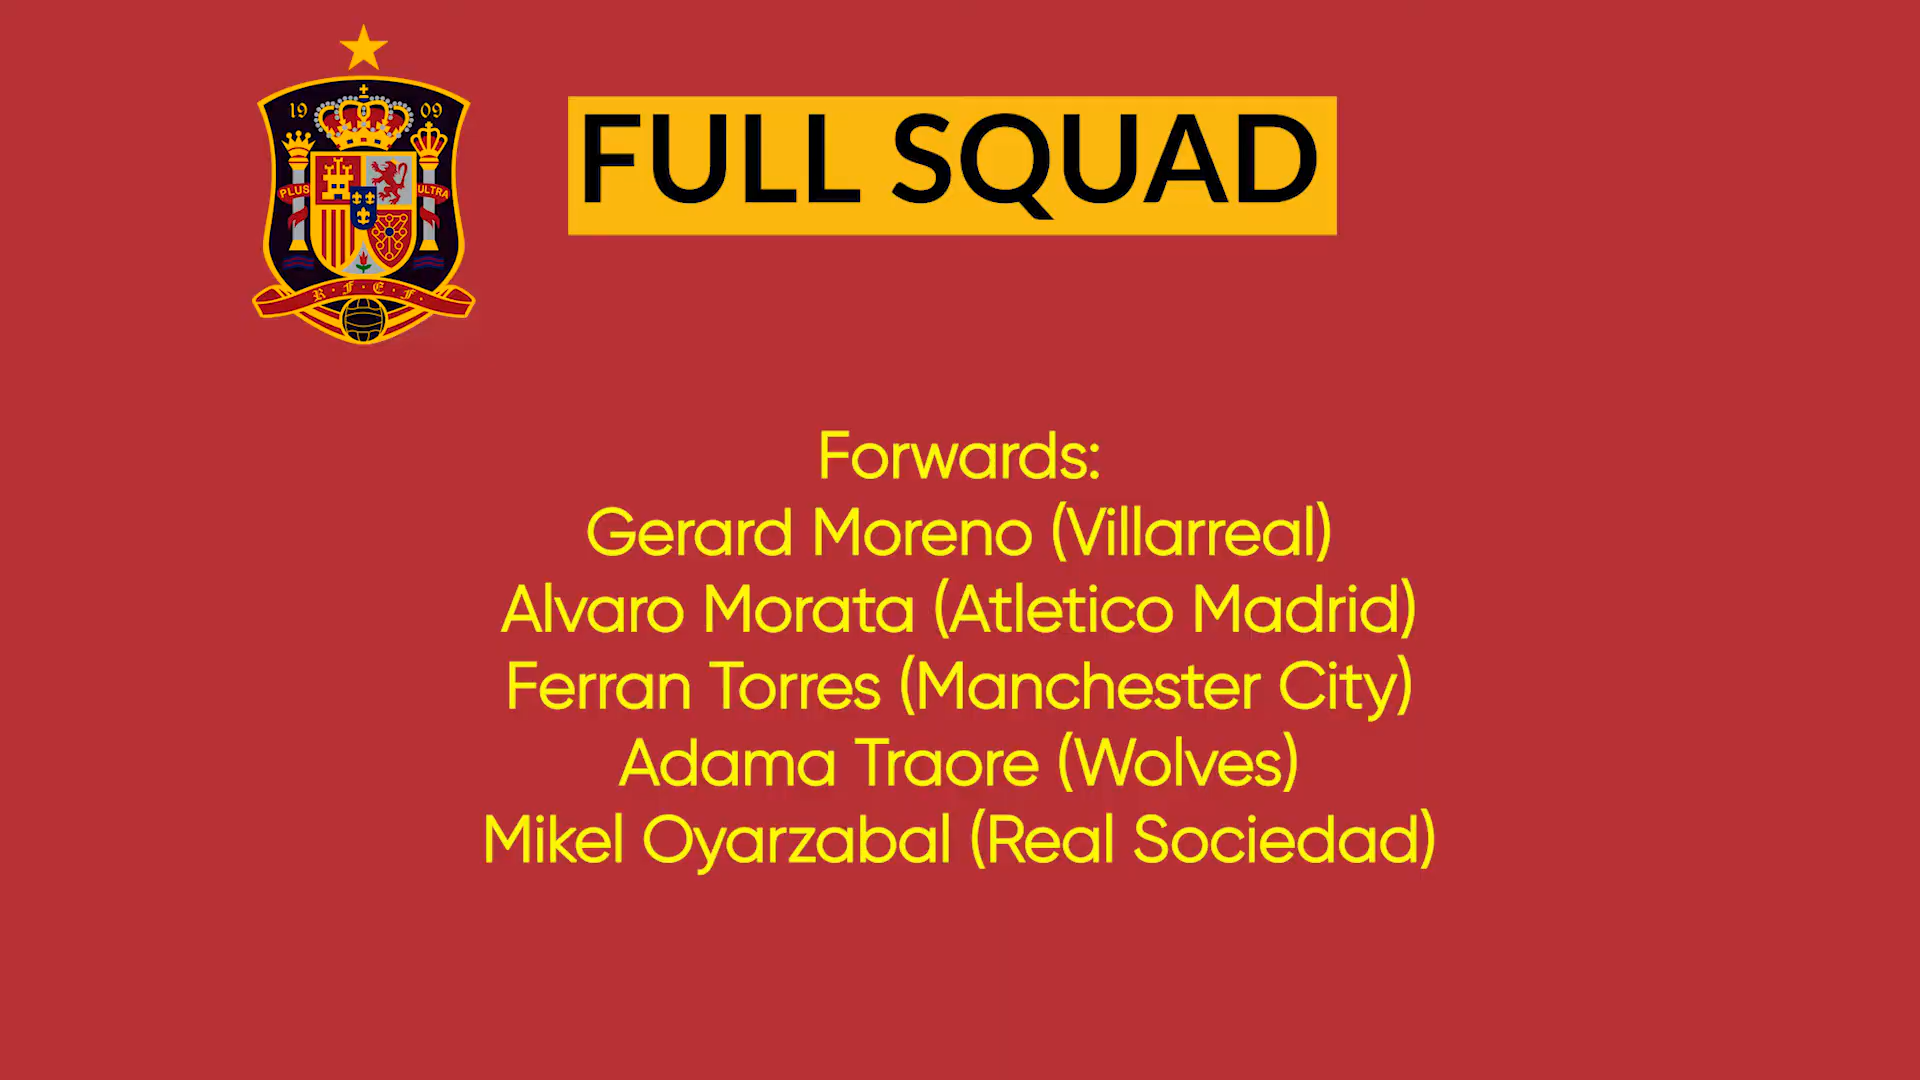 19 09
PLUS ULTRA
R·F·E·F·
FULL SQUAD
Forwards:
Gerard Moreno (Villarreal)
Alvaro Morata (Atletico Madrid)
Ferran Torres (Manchester City)
Adama Traore (Wolves)
Mikel Oyarzabal (Real Sociedad)